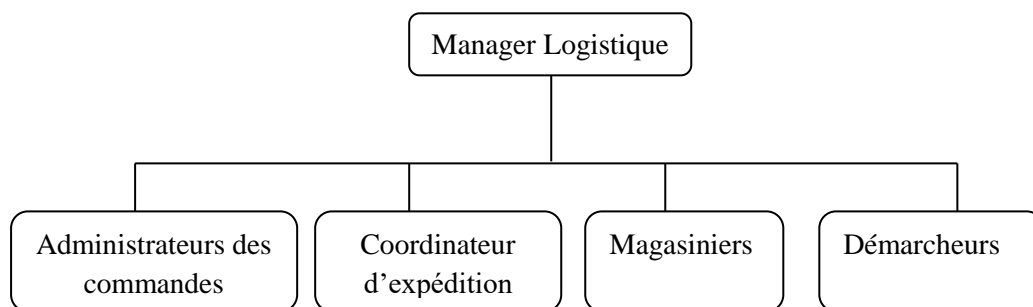 Manager Logistique
Administrateurs des
commandes
Coordinateur
d’expédition
Magasiniers
Démarcheurs